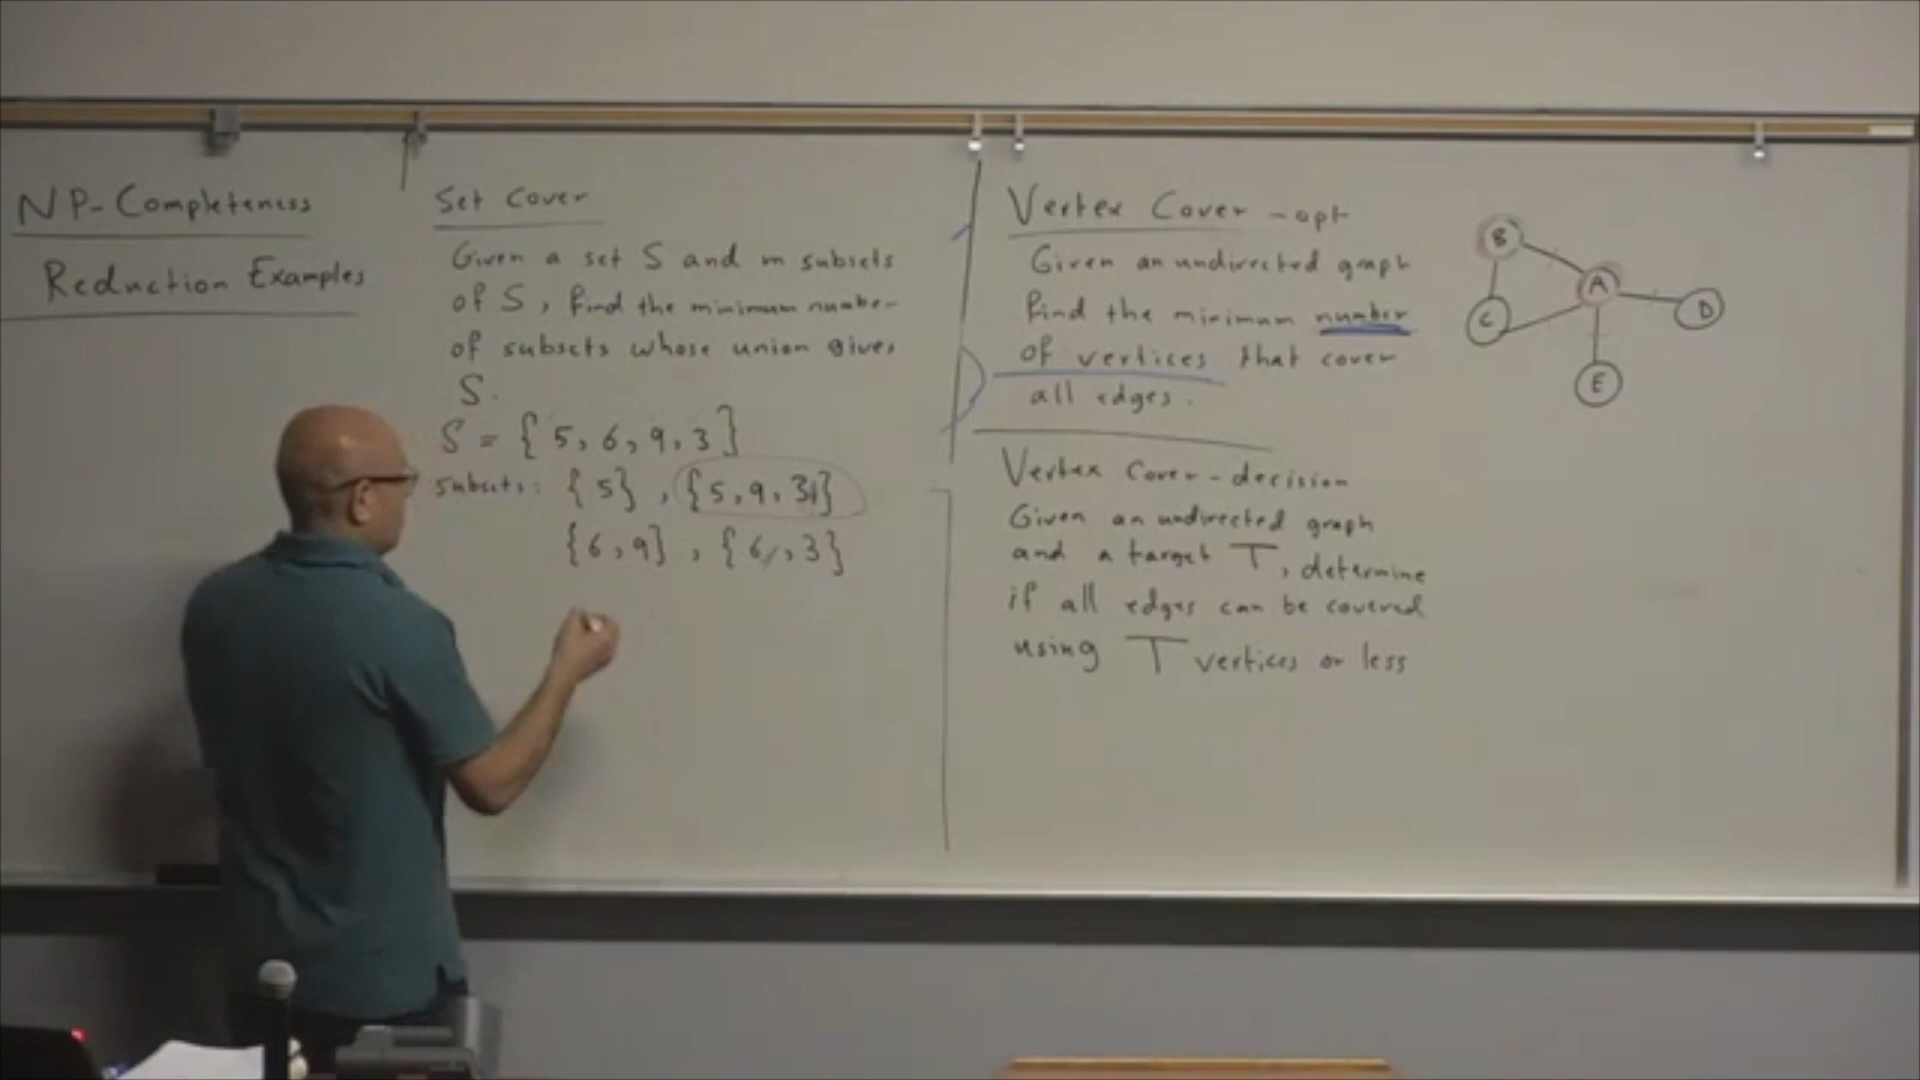 NP-Completeness
Reduction Examples
Set Cover
Given a set S and m subsets
of S, find the minimum number
of subsets whose union gives
S.
S = { 5, 6, 9, 3 }
subsets: { 5 } , { 5, 9, 3 }
{ 6, 9 } , { 6, 3 }
Vertex Cover - opt
Given an undirected graph
find the minimum number
of vertices that cover
all edges.
Vertex Cover - decision
Given an undirected graph
and a target T, determine
if all edges can be covered
using T vertices or less
B
A
D
C
E